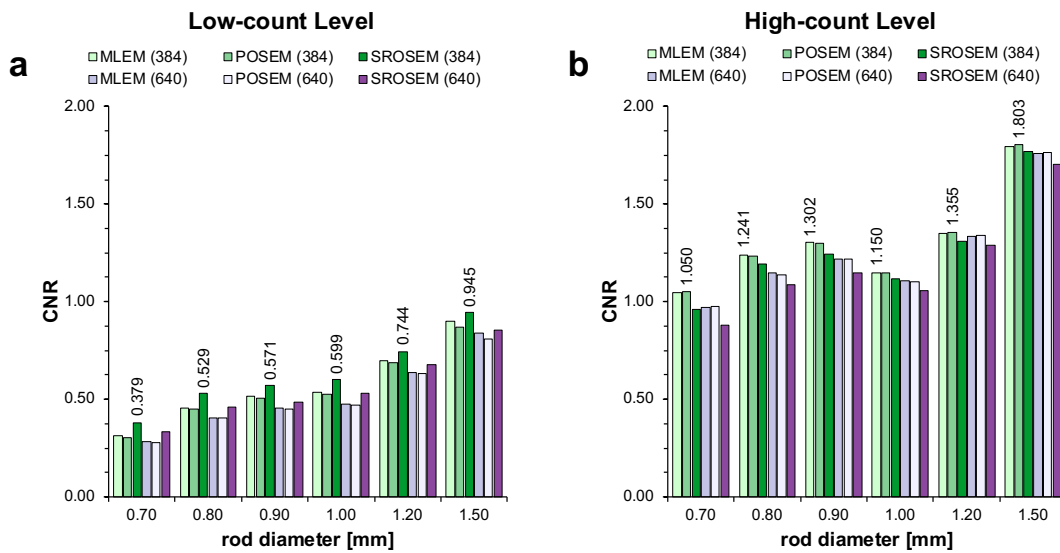 Low-count Level
a
MLEM (384) POSEM (384) SROSEM (384)
MLEM (640) POSEM (640) SROSEM (640)
2.00
1.50
1.00
0.50
0.00
CNR
0.379
0.529
0.571
0.599
0.744
0.945
0.70 0.80 0.90 1.00 1.20 1.50
rod diameter [mm]
High-count Level
b
MLEM (384) POSEM (384) SROSEM (384)
MLEM (640) POSEM (640) SROSEM (640)
2.00
1.50
1.00
0.50
0.00
CNR
1.050
1.241
1.302
1.150
1.355
1.803
0.70 0.80 0.90 1.00 1.20 1.50
rod diameter [mm]